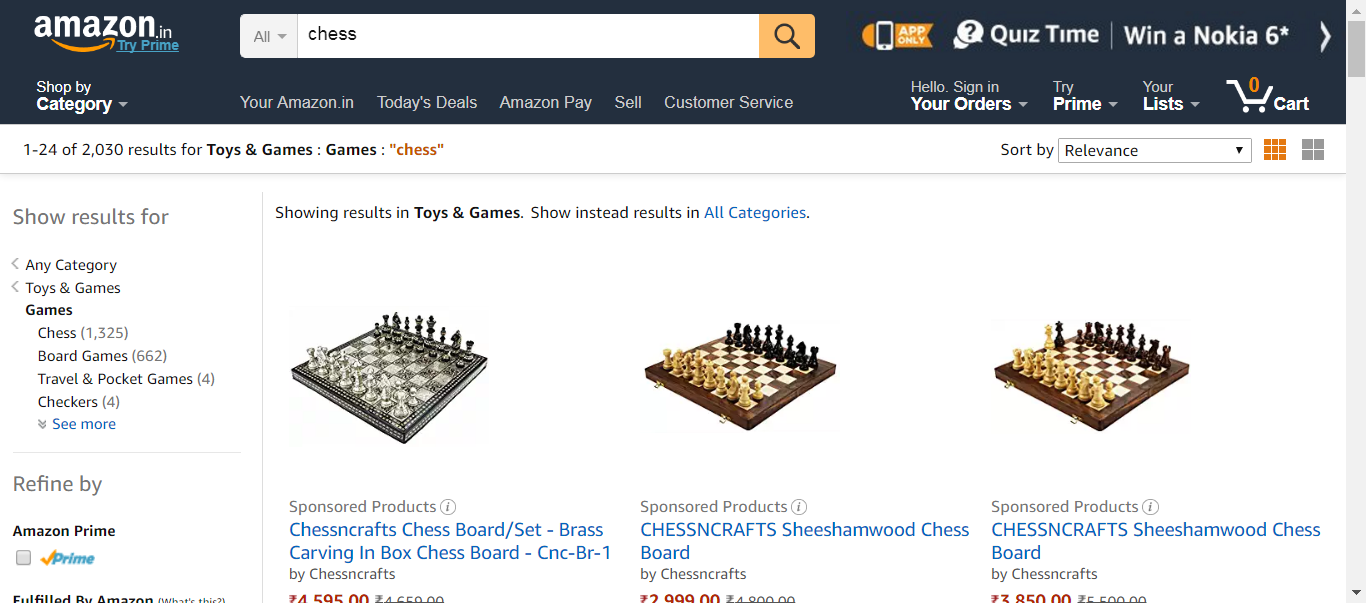 amazon.in
Try Prime
All
chess
APP ONLY
Quiz Time | Win a Nokia 6*
Shop by
Category
Your Amazon.in
Today's Deals
Amazon Pay
Sell
Customer Service
Hello. Sign in
Your Orders
Try
Prime
Your
Lists
0
Cart
1-24 of 2,030 results for Toys & Games : Games : "chess"
Sort by Relevance
Show results for
Any Category
Toys & Games
Games
Chess (1,325)
Board Games (662)
Travel & Pocket Games (4)
Checkers (4)
See more
Refine by
Amazon Prime
Prime
Fulfilled By Amazon (What's this?)
Showing results in Toys & Games. Show instead results in All Categories.
Sponsored Products
Chessncrafts Chess Board/Set - Brass
Carving In Box Chess Board - Cnc-Br-1
by Chessncrafts
₹4,595.00 ₹4,650.00
Sponsored Products
CHESSNCRAFTS Sheeshamwood Chess
Board
by Chessncrafts
₹2,999.00 ₹4,800.00
Sponsored Products
CHESSNCRAFTS Sheeshamwood Chess
Board
by Chessncrafts
₹3,850.00 ₹5,500.00